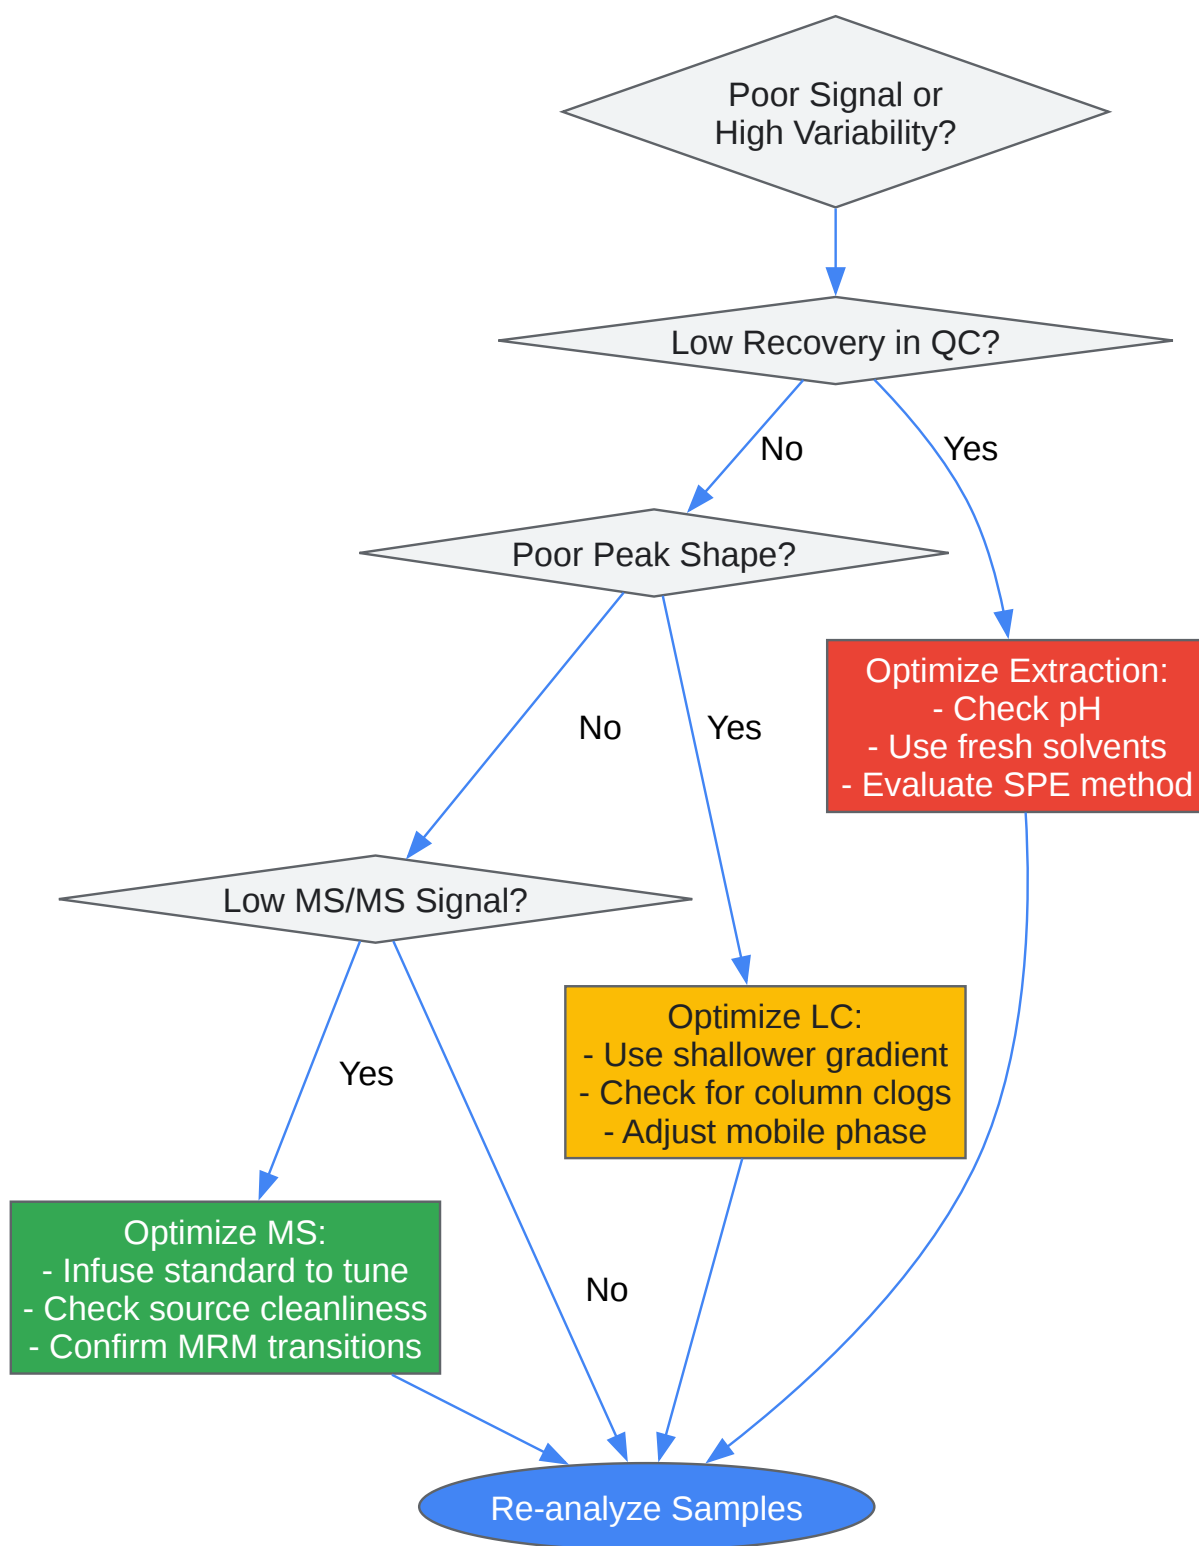 Poor Signal or
High Variability?
Low Recovery in QC?
No
Yes
Poor Peak Shape?
No
Yes
Optimize Extraction:
- Check pH
- Use fresh solvents
- Evaluate SPE method
Low MS/MS Signal?
Yes
No
Optimize LC:
- Use shallower gradient
- Check for column clogs
- Adjust mobile phase
Optimize MS:
- Infuse standard to tune
- Check source cleanliness
- Confirm MRM transitions
Re-analyze Samples